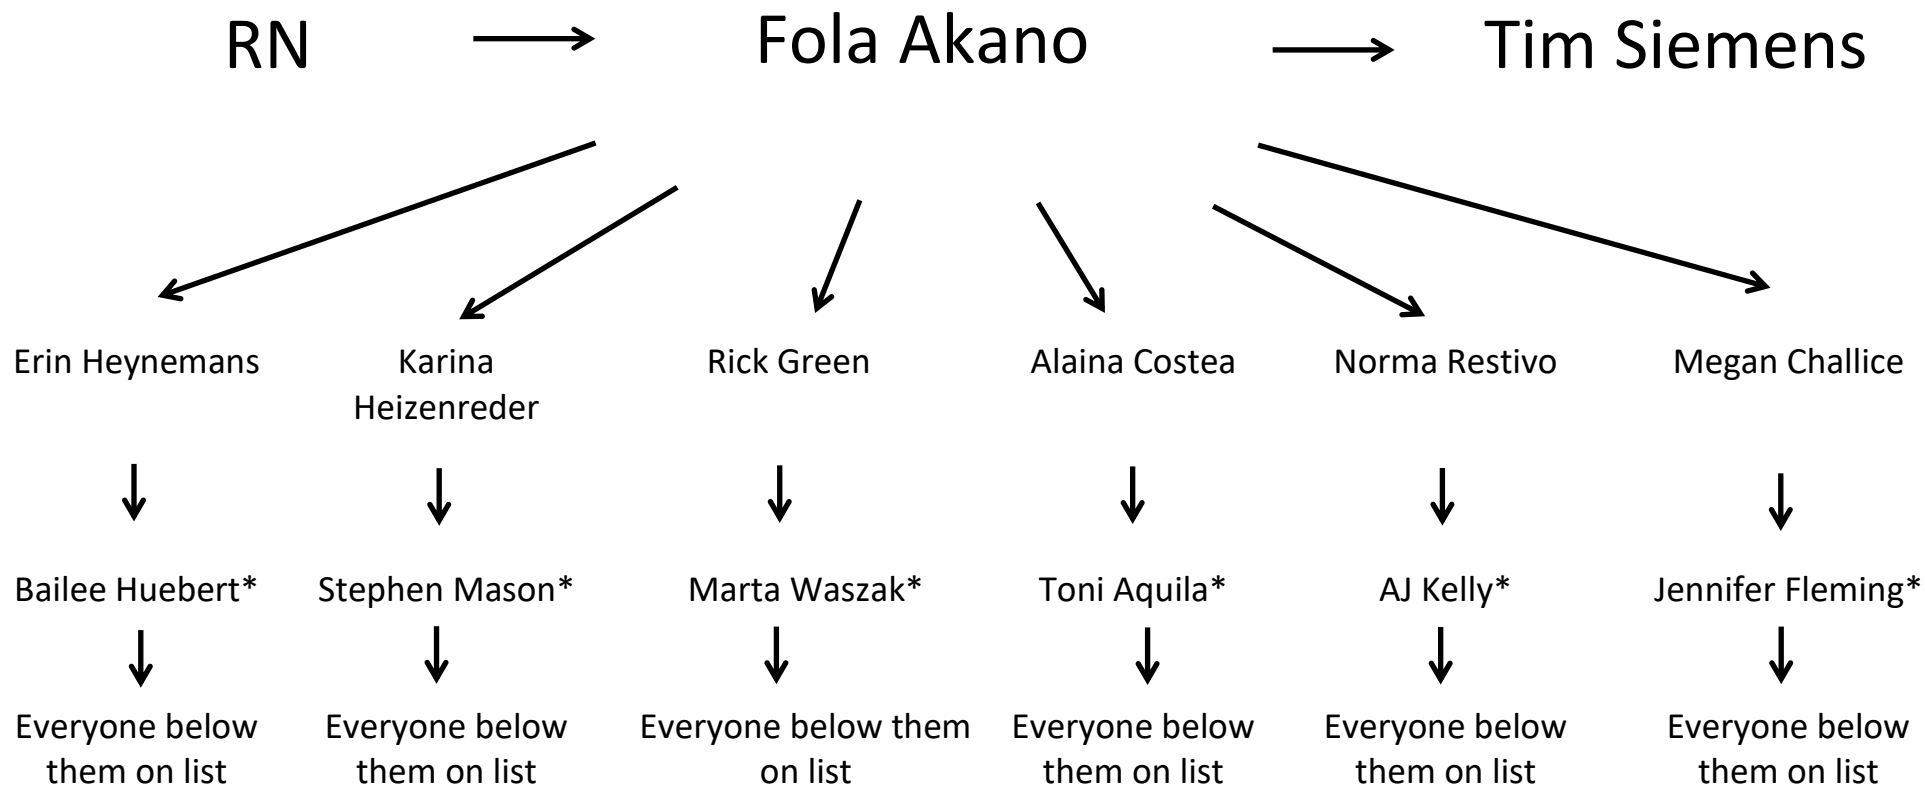 RN
Fola Akano
Tim Siemens
Erin Heynemans
Karina
Heizenreder
Rick Green
Alaina Costea
Norma Restivo
Megan Challice
Bailee Huebert*
Stephen Mason*
Marta Waszak*
Toni Aquila*
AJ Kelly*
Jennifer Fleming*
Everyone below
them on list
Everyone below
them on list
Everyone below them
on list
Everyone below
them on list
Everyone below
them on list
Everyone below
them on list